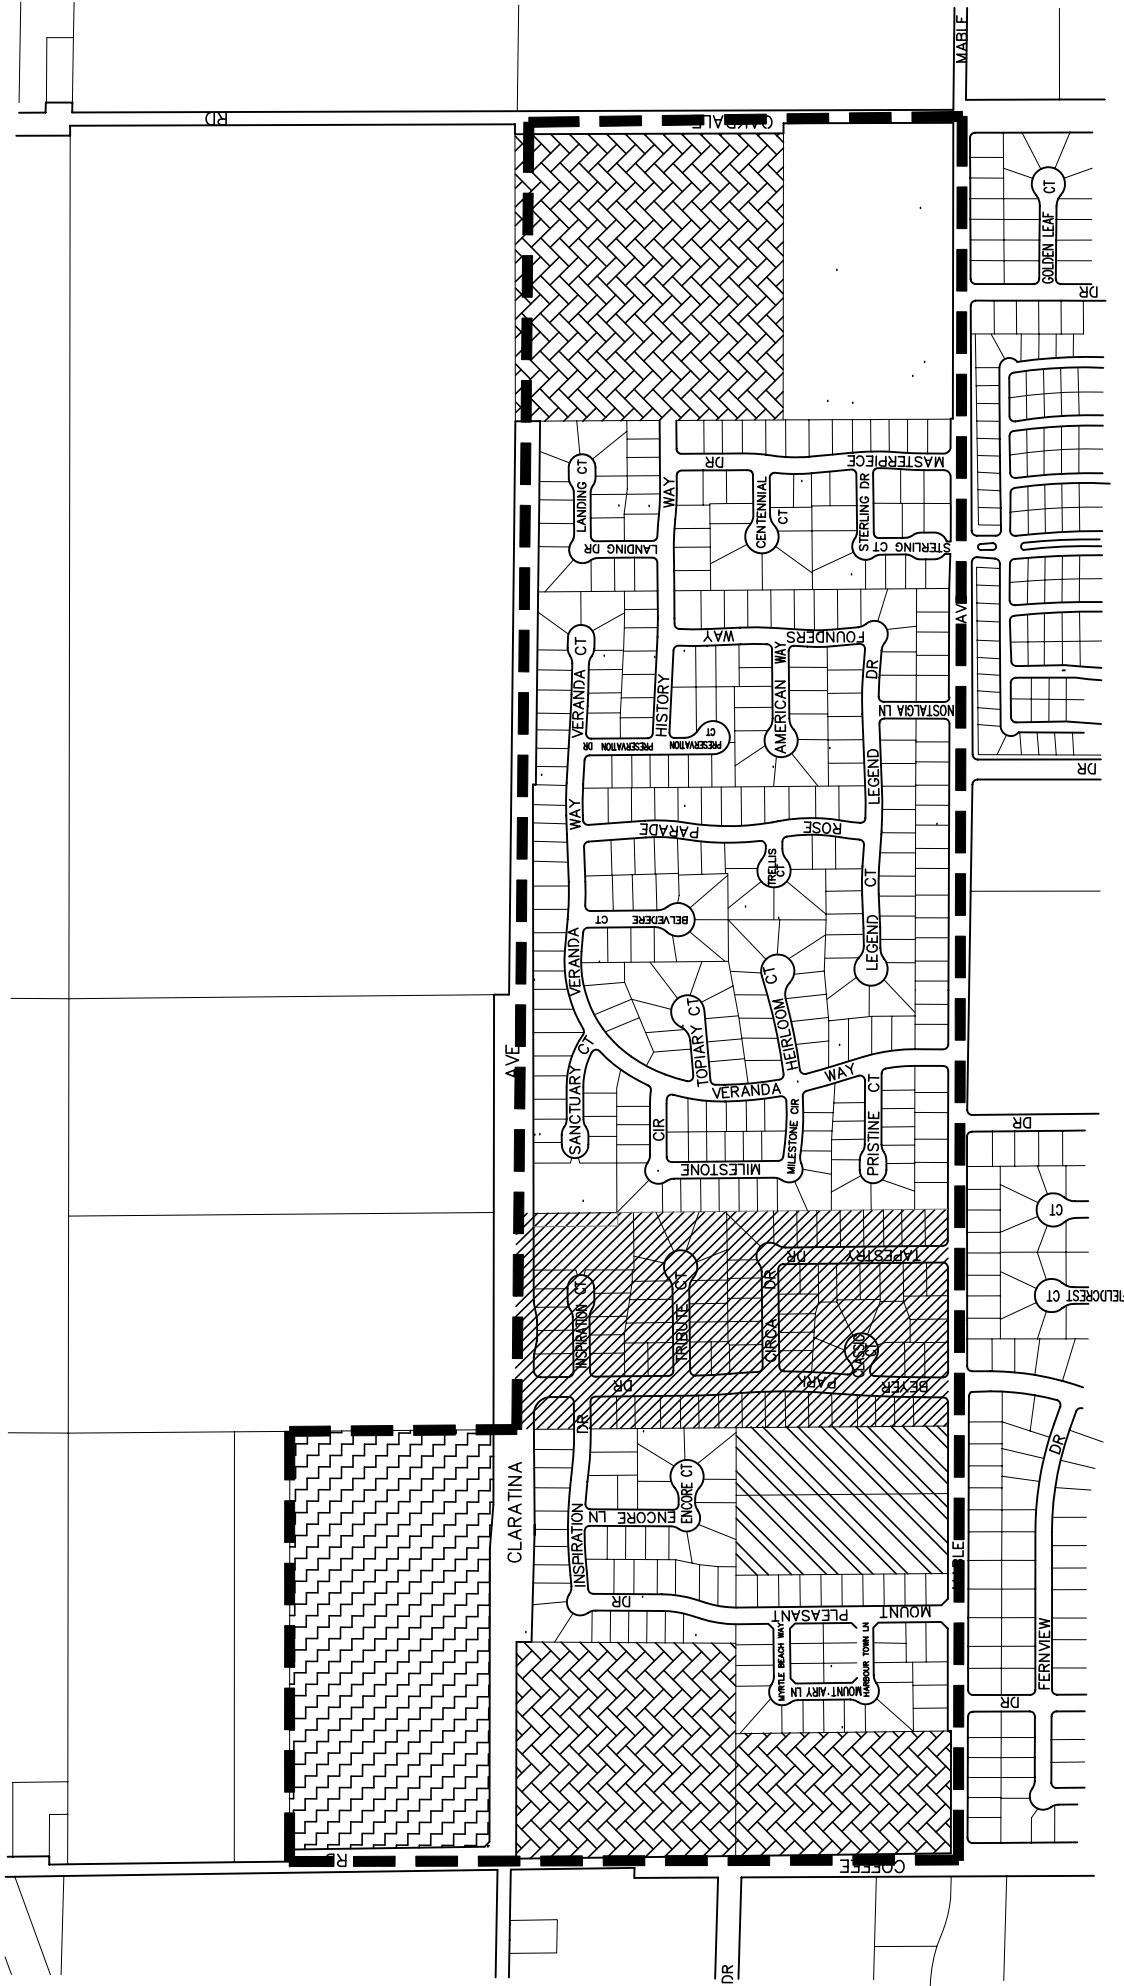 MABLE
RD
OAKDALE
GOLDEN LEAF
CT
DR
MASTERPIECE
DR
LANDING CT
WAY
CENTENNIAL
CT
STERLING DR
LANDING DR
STERLING CT
AVE
FOUNDERS
WAY
VERANDA CT
AMERICAN WAY
DR
HISTORY
NOSTALGIA LN
PRESERVATION DR
PRESERVATION
CT
LEGEND
DR
WAY
PARADE
ROSE
TRELLIS
CT
LEGEND CT
BELVEDERE CT
VERANDA
TOPIARY CT
HEIRLOOM CT
AVE
SANCTUARY CT
VERANDA
WAY
PRISTINE CT
CIR
MILESTONE CIR
MILESTONE
DR
CT
TAPESTRY
DR
INSPIRATION CT
TRIBUTE CT
CIRCA DR
CLASSIC
CT
FIELDCREST CT
BEYER
PARK
DR
DR
DR
CLARATINA
ENCORE CT
ENCORE LN
INSPIRATION
MOUNT
PLEASANT
DR
MYRTLE BEACH WAY
HARBOUR TOWN LN
MOUNT AIRY LN
FERNVIEW
DR
RD
COFFEE
DR